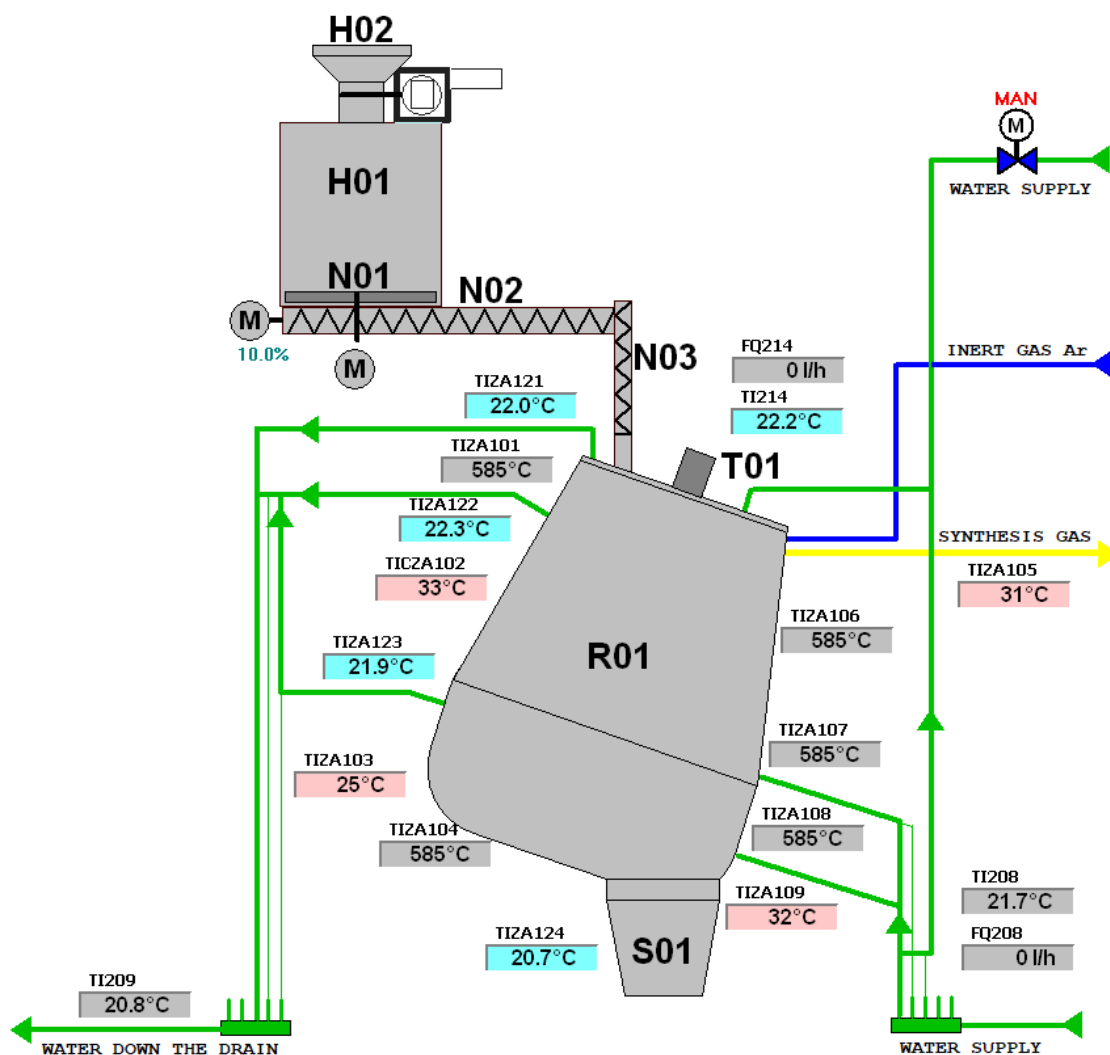 H02
MAN
M
H01
WATER SUPPLY
N01
N02
M
10.0%
M
N03
FQ214
0 l/h
INERT GAS Ar
TIZA121
22.0°C
TI214
22.2°C
TIZA101
585°C
T01
TIZA122
22.3°C
SYNTHESIS GAS
TICZA102
33°C
TIZA105
31°C
TIZA106
585°C
TIZA123
21.9°C
R01
TIZA107
585°C
TIZA103
25°C
TIZA108
585°C
TIZA104
585°C
TI208
21.7°C
TIZA109
32°C
TIZA124
20.7°C
S01
FQ208
0 l/h
TI209
20.8°C
WATER DOWN THE DRAIN
WATER SUPPLY